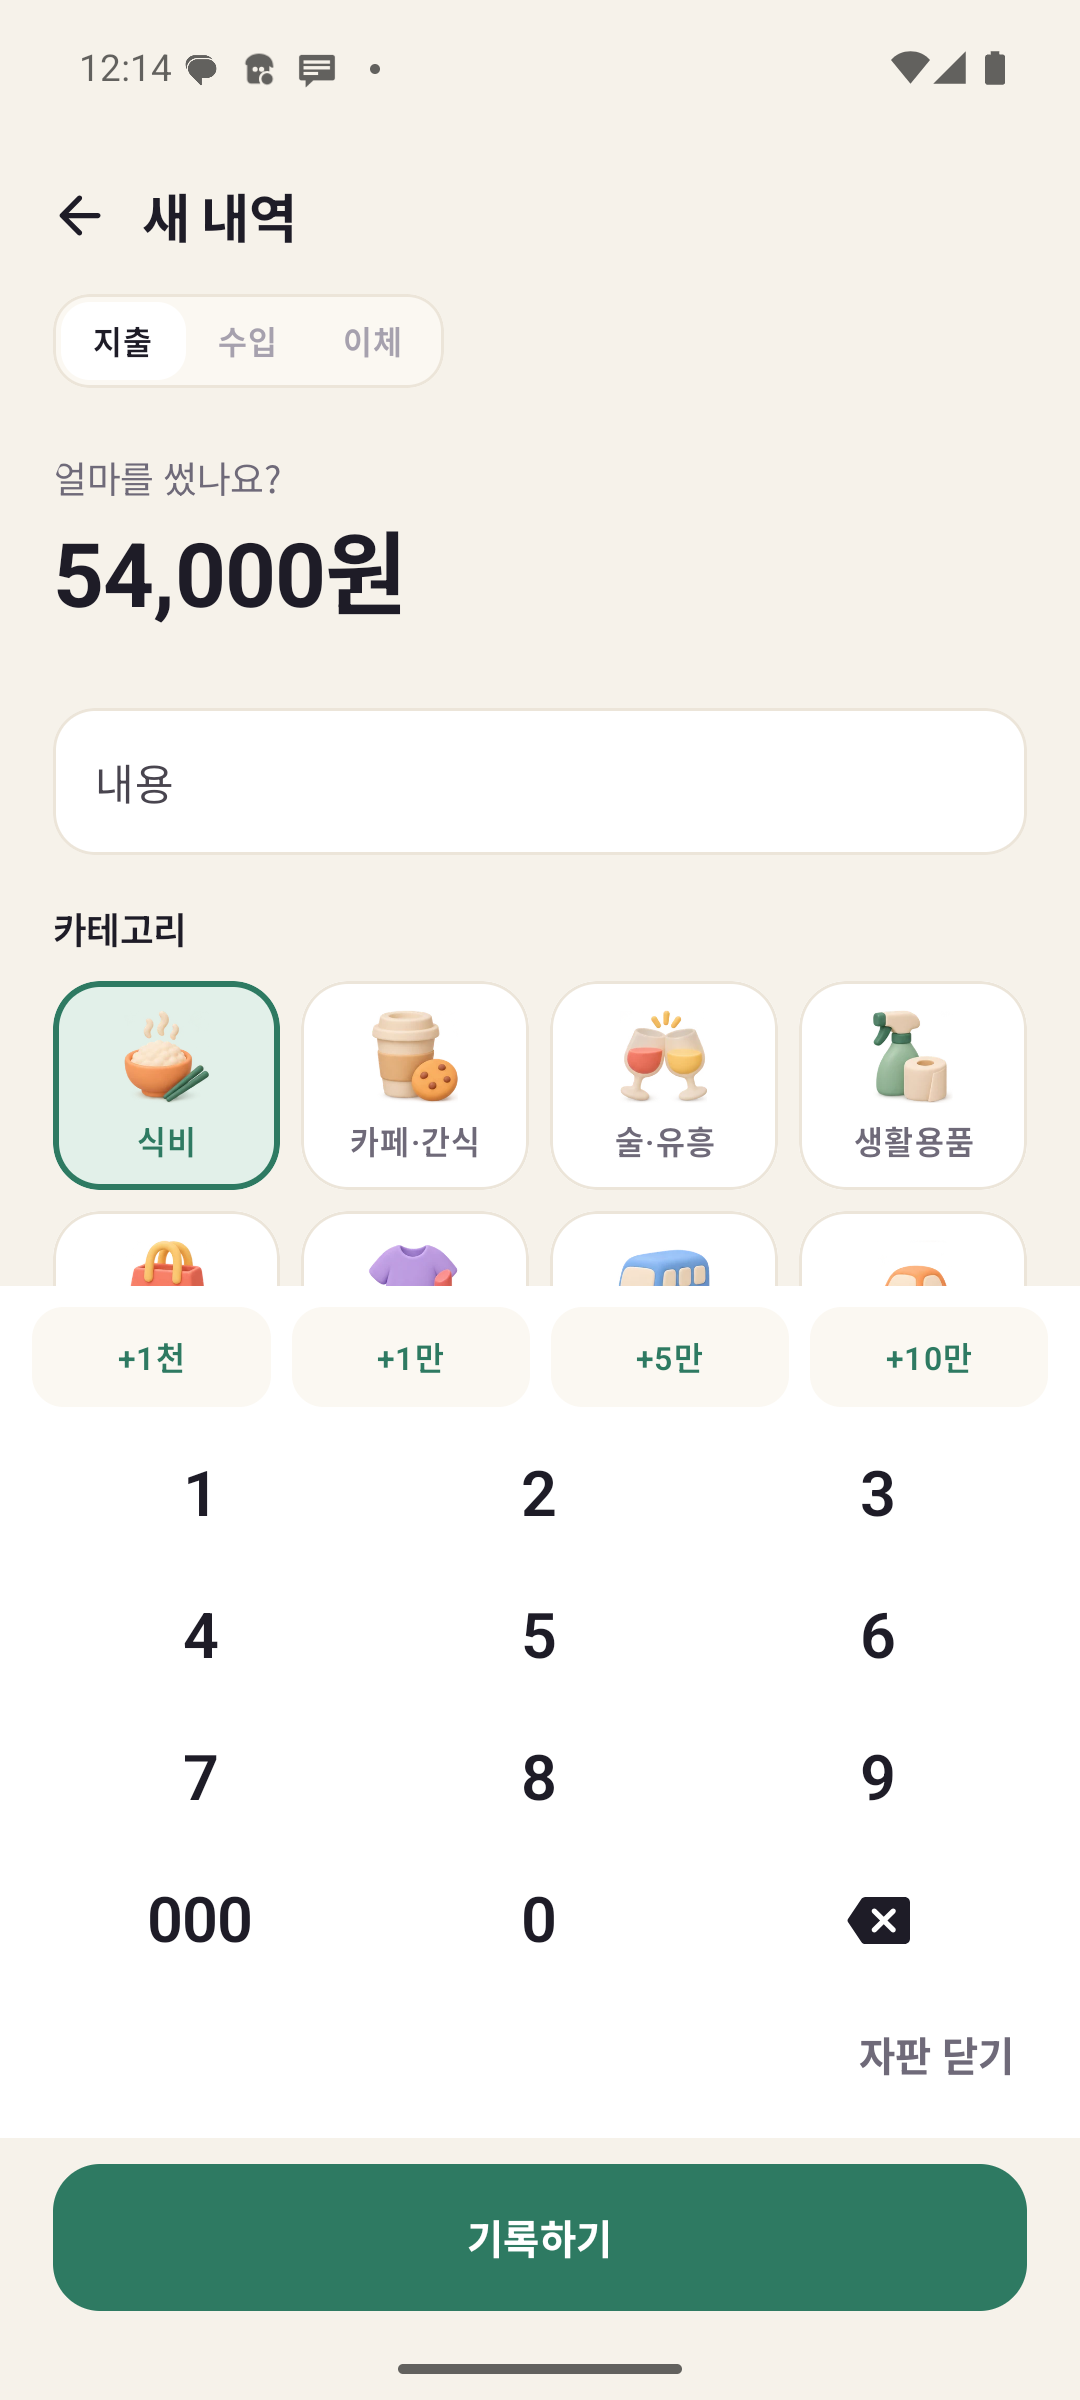 12:14
새 내역
지출 수입 이체
얼마를 썼나요?
54,000원
내용
카테고리
식비 카페·간식 술·유흥 생활용품
+1천 +1만 +5만 +10만
1 2 3
4 5 6
7 8 9
000 0
자판 닫기
기록하기